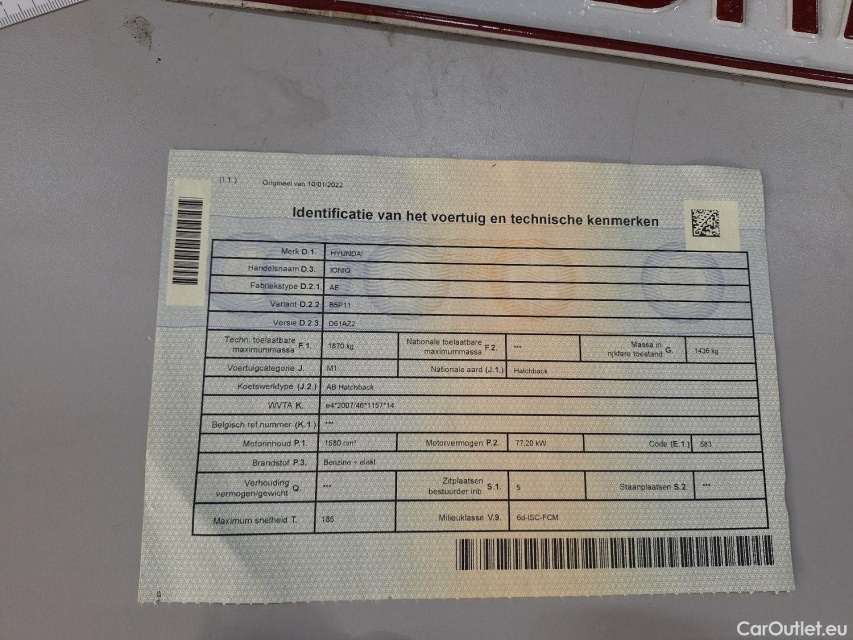 (I.1.)
Origineel van 10/01/2022
Identificatie van het voertuig en technische kenmerken
Merk D.1. HYUNDAI
Handelsnaam D.3. IONIQ
Fabriekstype D.2.1 AE
Variant D.2.2 B5P11
Versie D.2.3. D61AZ2
Techn. toelaatbare maximummassa F.1. 1870 kg Nationale toelaatbare maximummassa F.2. *** Massa in rijklare toestand G. 1436 kg
Voertuigcategorie J. M1 Nationale aard (J.1.) Hatchback
Koetswerktype (J.2.) AB Hatchback
WVTA K. e4*2007/46*1157*14
Belgisch ref.nummer (K.1.) ***
Motorinhoud P.1. 1580 cm³ Motorvermogen P.2. 77,20 kW Code (E.1.) 583
Brandstof P.3. Benzine + elekt
Verhouding vermogen/gewicht Q. *** Zitplaatsen bestuurder inb. S.1. 5 Staanplaatsen S.2. ***
Maximum snelheid T. 185 Milieuklasse V.9. 6d-ISC-FCM
CarOutlet.eu